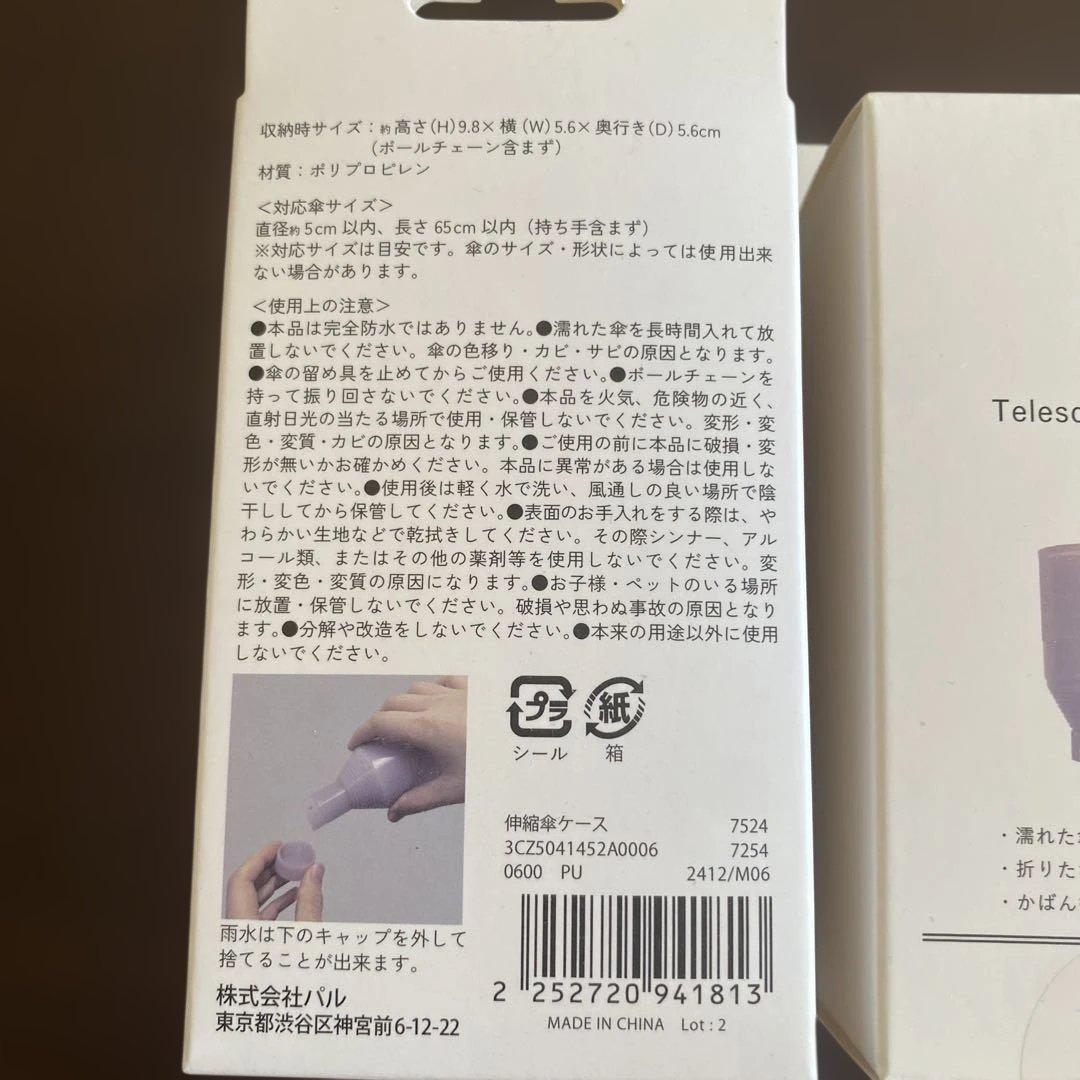 収納時サイズ：約高さ(H)9.8×横(W)5.6×奥行き(D)5.6cm
(ボールチェーン含まず)
材質：ポリプロピレン
＜対応傘サイズ＞
直径約5cm以内、長さ65cm以内（持ち手含まず）
※対応サイズは目安です。傘のサイズ・形状によっては使用出来
ない場合があります。
＜使用上の注意＞
●本品は完全防水ではありません。●濡れた傘を長時間入れて放
置しないでください。傘の色移り・カビ・サビの原因となります。
●傘の留め具を止めてからご使用ください。●ボールチェーンを
持って振り回さないでください。●本品を火気、危険物の近く、
直射日光の当たる場所で使用・保管しないでください。変形・変
色・変質・カビの原因となります。●ご使用の前に本品に破損・変
形が無いかお確かめください。本品に異常がある場合は使用しな
いでください。●使用後は軽く水で洗い、風通しの良い場所で陰
干ししてから保管してください。●表面のお手入れをする際は、や
わらかい生地などで乾拭きしてください。その際シンナー、アル
コール類、またはその他の薬剤等を使用しないでください。変
形・変色・変質の原因になります。●お子様・ペットのいる場所
に放置・保管しないでください。破損や思わぬ事故の原因となり
ます。●分解や改造をしないでください。●本来の用途以外に使用
しないでください。
プラ 紙
シール 箱
伸縮傘ケース 7524
3CZ5041452A0006 7254
0600 PU 2412/M06
2 252720 941813
MADE IN CHINA Lot : 2
雨水は下のキャップを外して
捨てることが出来ます。
株式会社パル
東京都渋谷区神宮前6-12-22
Telesc
・濡れた
・折りた
・かばん